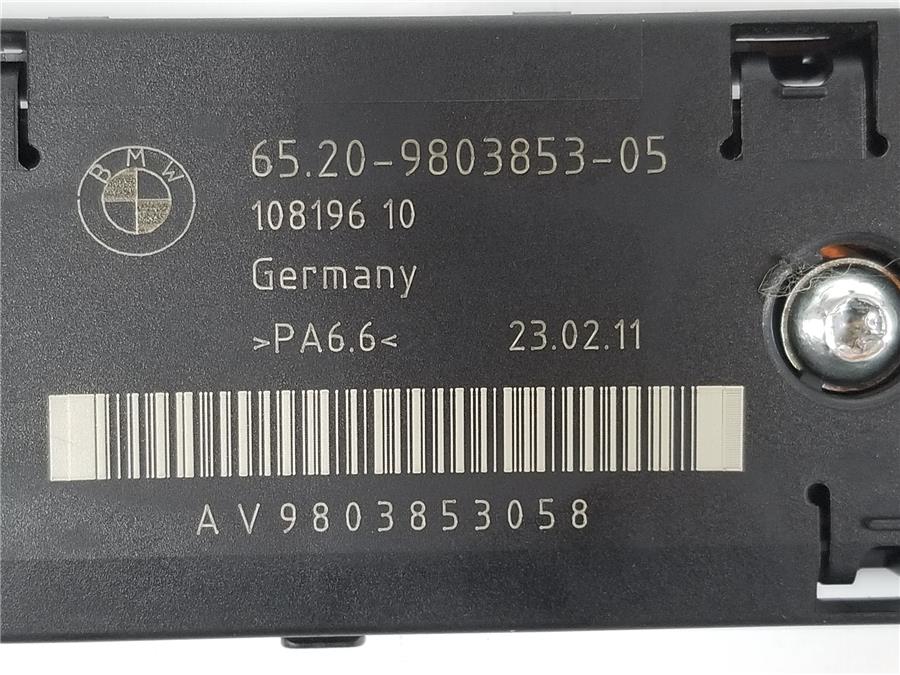 BMW
65.20-9803853-05
108196 10
Germany
>PA6.6< 23.02.11
AV9803853058